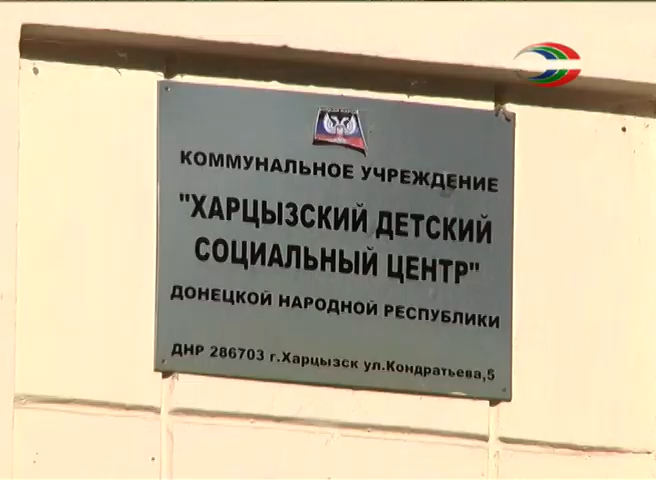 КОММУНАЛЬНОЕ УЧРЕЖДЕНИЕ
"ХАРЦЫЗСКИЙ ДЕТСКИЙ
СОЦИАЛЬНЫЙ ЦЕНТР"
ДОНЕЦКОЙ НАРОДНОЙ РЕСПУБЛИКИ
ДНР 286703 г.Харцызск ул.Кондратьева,5